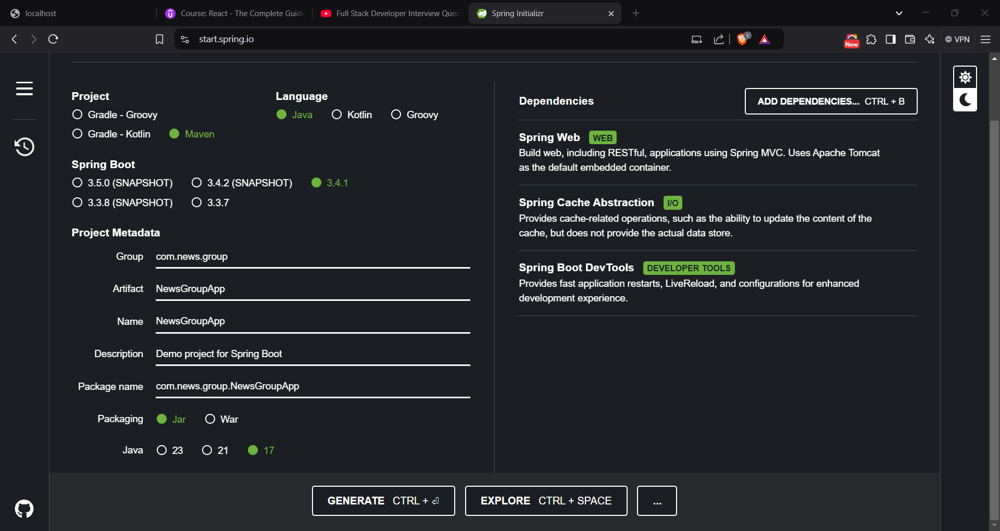 localhost
Course: React - The Complete Guide
Full Stack Developer Interview Ques
Spring Initializr
start.spring.io
1
New
VPN
Project
Gradle - Groovy
Gradle - Kotlin
Maven
Language
Java
Kotlin
Groovy
Spring Boot
3.5.0 (SNAPSHOT)
3.4.2 (SNAPSHOT)
3.4.1
3.3.8 (SNAPSHOT)
3.3.7
Project Metadata
Group com.news.group
Artifact NewsGroupApp
Name NewsGroupApp
Description Demo project for Spring Boot
Package name com.news.group.NewsGroupApp
Packaging Jar War
Java 23 21 17
Dependencies
ADD DEPENDENCIES... CTRL + B
Spring Web WEB
Build web, including RESTful, applications using Spring MVC. Uses Apache Tomcat
as the default embedded container.
Spring Cache Abstraction I/O
Provides cache-related operations, such as the ability to update the content of the
cache, but does not provide the actual data store.
Spring Boot DevTools DEVELOPER TOOLS
Provides fast application restarts, LiveReload, and configurations for enhanced
development experience.
GENERATE CTRL + ⏎
EXPLORE CTRL + SPACE
...